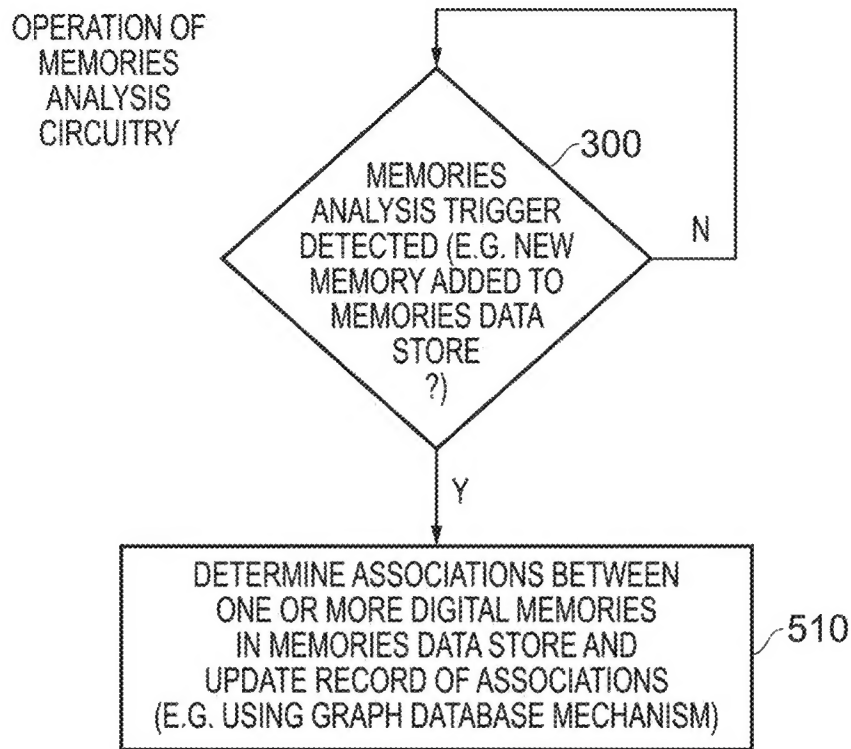 OPERATION OF
MEMORIES
ANALYSIS
CIRCUITRY
300
MEMORIES
ANALYSIS TRIGGER
DETECTED (E.G. NEW
MEMORY ADDED TO
MEMORIES DATA
STORE
?)
N
Y
DETERMINE ASSOCIATIONS BETWEEN
ONE OR MORE DIGITAL MEMORIES
IN MEMORIES DATA STORE AND
UPDATE RECORD OF ASSOCIATIONS
(E.G. USING GRAPH DATABASE MECHANISM)
510